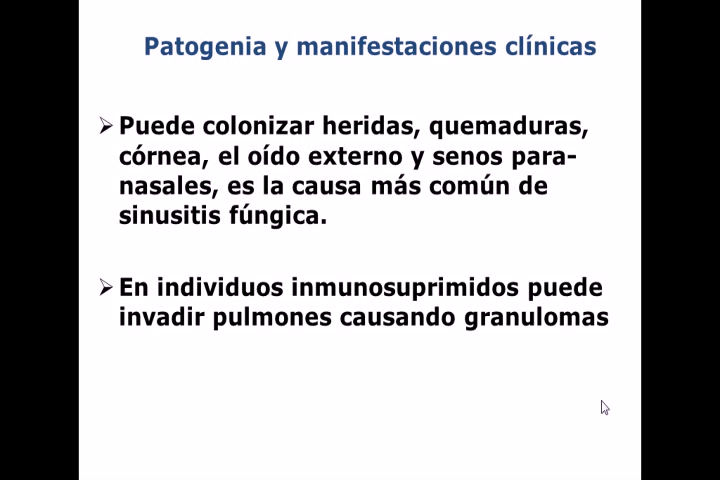 Patogenia y manifestaciones clínicas
Puede colonizar heridas, quemaduras,
córnea, el oído externo y senos para-
nasales, es la causa más común de
sinusitis fúngica.
En individuos inmunosuprimidos puede
invadir pulmones causando granulomas